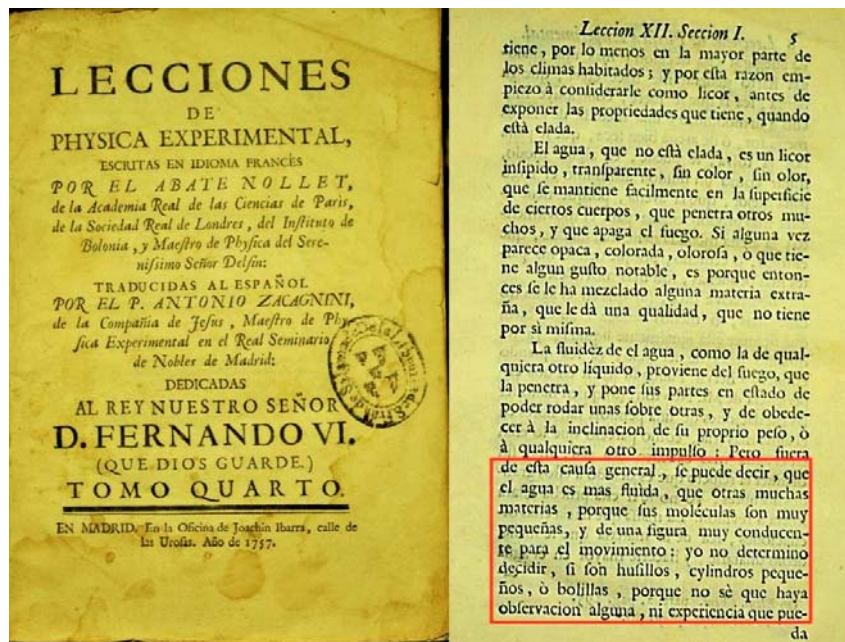 LECCIONES
DE
PHYSICA EXPERIMENTAL,
ESCRITAS EN IDIOMA FRANCÈS
POR EL ABATE NOLLET,
de la Academia Real de las Ciencias de Paris,
de la Sociedad Real de Londres, del Instituto de
Bolonia, y Maestro de Physica del Sere-
nissimo Señor Delfin:
TRADUCIDAS AL ESPAÑOL
POR EL P. ANTONIO ZACAGNINI,
de la Compañia de Jesus, Maestro de Phy-
sica Experimental en el Real Seminario
de Nobles de Madrid:
DEDICADAS
AL REY NUESTRO SEÑOR
D. FERNANDO VI.
(QUE DIOS GUARDE.)
TOMO QUARTO.
EN MADRID. En la Oficina de Joachin Ibarra, calle de
las Urosas. Año de 1757.
Leccion XII. Seccion I. 5
tiene, por lo menos en la mayor parte de
los climas habitados; y por esta razon em-
piezo à considerarle como licor, antes de
exponer las propriedades que tiene, quando
està elada.
El agua, que no està elada, es un licor
insipido, transparente, sin color, sin olor,
que se mantiene facilmente en la superficie
de ciertos cuerpos, que penetra otros mu-
chos, y que apaga el fuego. Si alguna vez
parece opaca, colorada, olorosa, ò que tie-
ne algun gusto notable, es porque enton-
ces se le ha mezclado alguna materia extra-
ña, que le dà una qualidad, que no tiene
por sì misma.
La fluidèz de el agua, como la de qual-
quiera otro lìquido, proviene del fuego, que
la penetra, y pone sus partes en estado de
poder rodar unas sobre otras, y de obede-
cer à la inclinacion de su proprio peso, ò
à qualquiera otro impulso: Pero fuera
de esta causa general, se puede decir, que
el agua es mas fluìda, que otras muchas
materias, porque sus molèculas son muy
pequeñas, y de una figura muy conducen-
te para el movimiento: yo no determino
decidir, si son husillos, cylindros peque-
ños, ò bolillas, porque no sè que haya
observacion alguna, ni experiencia que pue-
da